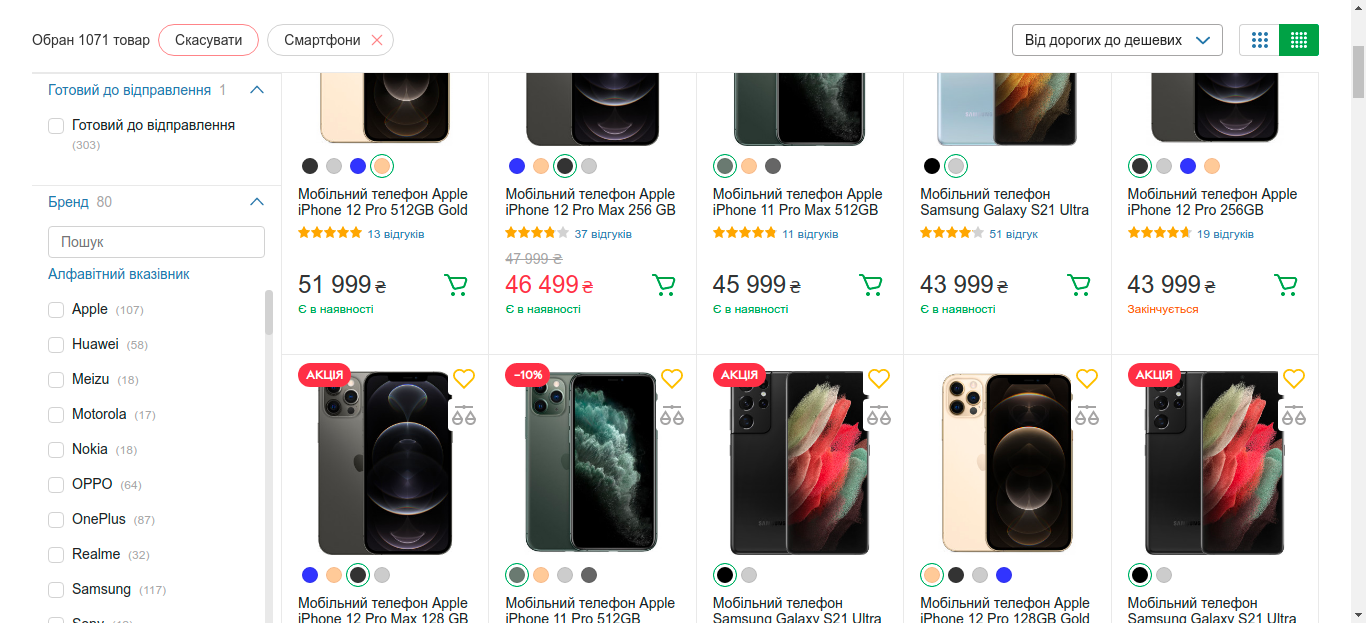 Обран 1071 товар
Скасувати
Смартфони
Від дорогих до дешевих
Готовий до відправлення 1
Готовий до відправлення
(303)
Бренд 80
Пошук
Алфавітний вказівник
Apple (107)
Huawei (58)
Meizu (18)
Motorola (17)
Nokia (18)
OPPO (64)
OnePlus (87)
Realme (32)
Samsung (117)
Мобільний телефон Apple
iPhone 12 Pro 512GB Gold
13 відгуків
51 999 ₴
Є в наявності
Мобільний телефон Apple
iPhone 12 Pro Max 256 GB
37 відгуків
47 999 ₴
46 499 ₴
Є в наявності
Мобільний телефон Apple
iPhone 11 Pro Max 512GB
11 відгуків
45 999 ₴
Є в наявності
Мобільний телефон
Samsung Galaxy S21 Ultra
51 відгук
43 999 ₴
Є в наявності
Мобільний телефон Apple
iPhone 12 Pro 256GB
19 відгуків
43 999 ₴
Закінчується
АКЦІЯ
Мобільний телефон Apple
iPhone 12 Pro Max 128 GB
-10%
Мобільний телефон Apple
iPhone 11 Pro 512GB
АКЦІЯ
Мобільний телефон
Samsung Galaxy S21 Ultra
Мобільний телефон Apple
iPhone 12 Pro 128GB Gold
АКЦІЯ
Мобільний телефон
Samsung Galaxy S21 Ultra